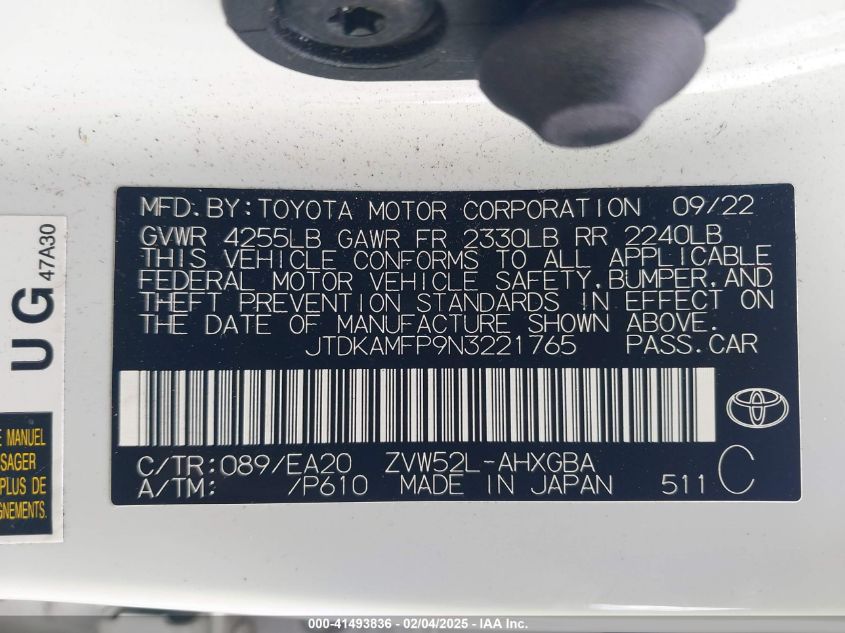 MFD. BY: TOYOTA MOTOR CORPORATION 09/22
GVWR 4255LB GAWR FR 2330LB RR 2240LB
THIS VEHICLE CONFORMS TO ALL APPLICABLE
FEDERAL MOTOR VEHICLE SAFETY, BUMPER, AND
THEFT PREVENTION STANDARDS IN EFFECT ON
THE DATE OF MANUFACTURE SHOWN ABOVE.
JTDKAMFP9N3221765 PASS. CAR
C/TR: 089/EA20 ZVW52L-AHXGBA
A/TM: /P610 MADE IN JAPAN 511 C
UG 47A30
E MANUEL
SAGER
PLUS DE
GNEMENTS.
000-41493836 - 02/04/2025 - IAA Inc.